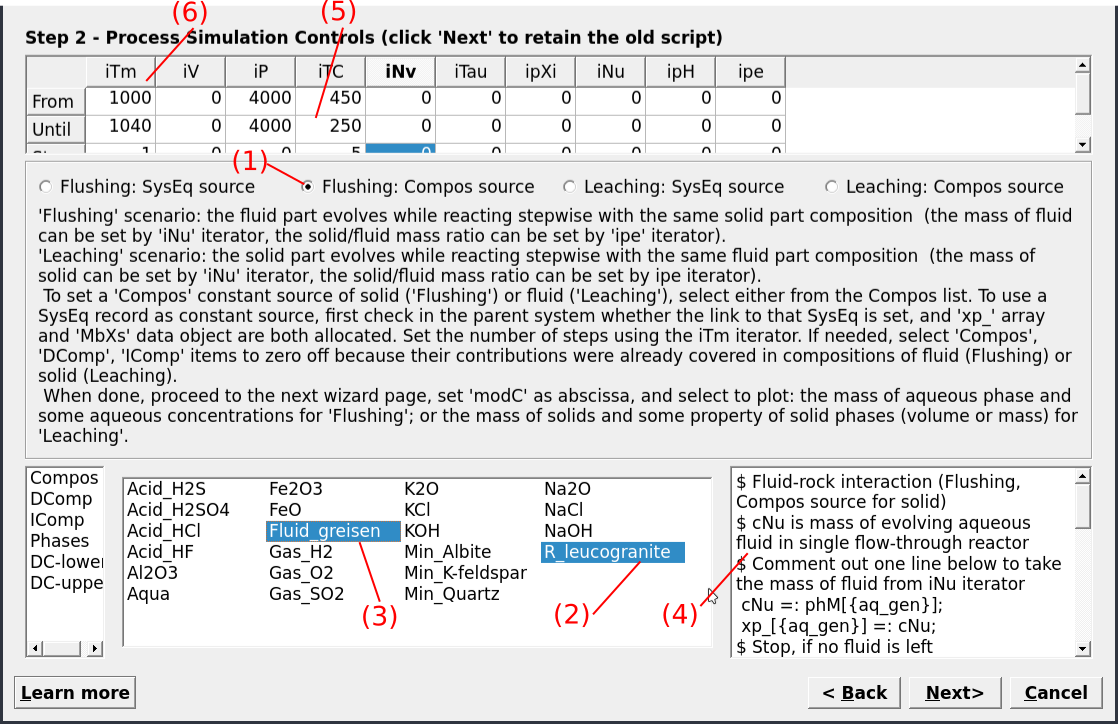 (6) (5)
Step 2 - Process Simulation Controls (click 'Next' to retain the old script)
iTm iV iP iTC iNv iTau ipXi iNu ipH ipe
From 1000 0 4000 450 0 0 0 0 0 0
Until 1040 0 4000 250 0 0 0 0 0 0
1 0 0 5 0 0 0 0 0 0
(1)
Flushing: SysEq source Flushing: Compos source Leaching: SysEq source Leaching: Compos source
'Flushing' scenario: the fluid part evolves while reacting stepwise with the same solid part composition (the mass of fluid
can be set by 'iNu' iterator, the solid/fluid mass ratio can be set by 'ipe' iterator).
'Leaching' scenario: the solid part evolves while reacting stepwise with the same fluid part composition (the mass of
solid can be set by 'iNu' iterator, the solid/fluid mass ratio can be set by ipe iterator).
To set a 'Compos' constant source of solid ('Flushing') or fluid ('Leaching'), select either from the Compos list. To use a
SysEq record as constant source, first check in the parent system whether the link to that SysEq is set, and 'xp_' array
and 'MbXs' data object are both allocated. Set the number of steps using the iTm iterator. If needed, select 'Compos',
'DComp', 'IComp' items to zero off because their contributions were already covered in compositions of fluid (Flushing) or
solid (Leaching).
When done, proceed to the next wizard page, set 'modC' as abscissa, and select to plot: the mass of aqueous phase and
some aqueous concentrations for 'Flushing'; or the mass of solids and some property of solid phases (volume or mass) for
'Leaching'.
Compos
DComp
IComp
Phases
DC-lower
DC-uppe
Acid_H2S Fe2O3 K2O Na2O
Acid_H2SO4 FeO KCl NaCl
Acid_HCl Fluid_greisen KOH NaOH
Acid_HF Gas_H2 Min_Albite R_leucogranite
Al2O3 Gas_O2 Min_K-feldspar
Aqua Gas_SO2 Min_Quartz
(3) (2) (4)
$ Fluid-rock interaction (Flushing,
Compos source for solid)
$ cNu is mass of evolving aqueous
fluid in single flow-through reactor
$ Comment out one line below to take
the mass of fluid from iNu iterator
cNu =: phM[{aq_gen}];
xp_[{aq_gen}] =: cNu;
$ Stop, if no fluid is left
Learn more < Back Next> Cancel